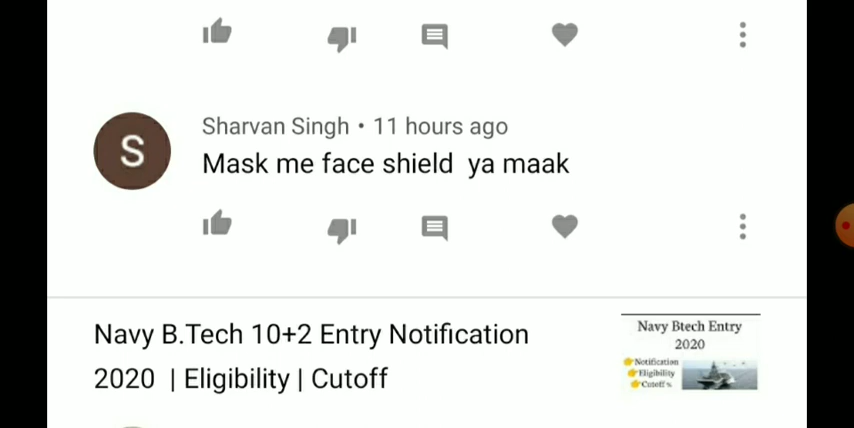 S
Sharvan Singh • 11 hours ago
Mask me face shield ya maak
Navy B.Tech 10+2 Entry Notification
2020 | Eligibility | Cutoff
Navy Btech Entry
2020
👉Notification
👉Eligibility
👉Cutoff %